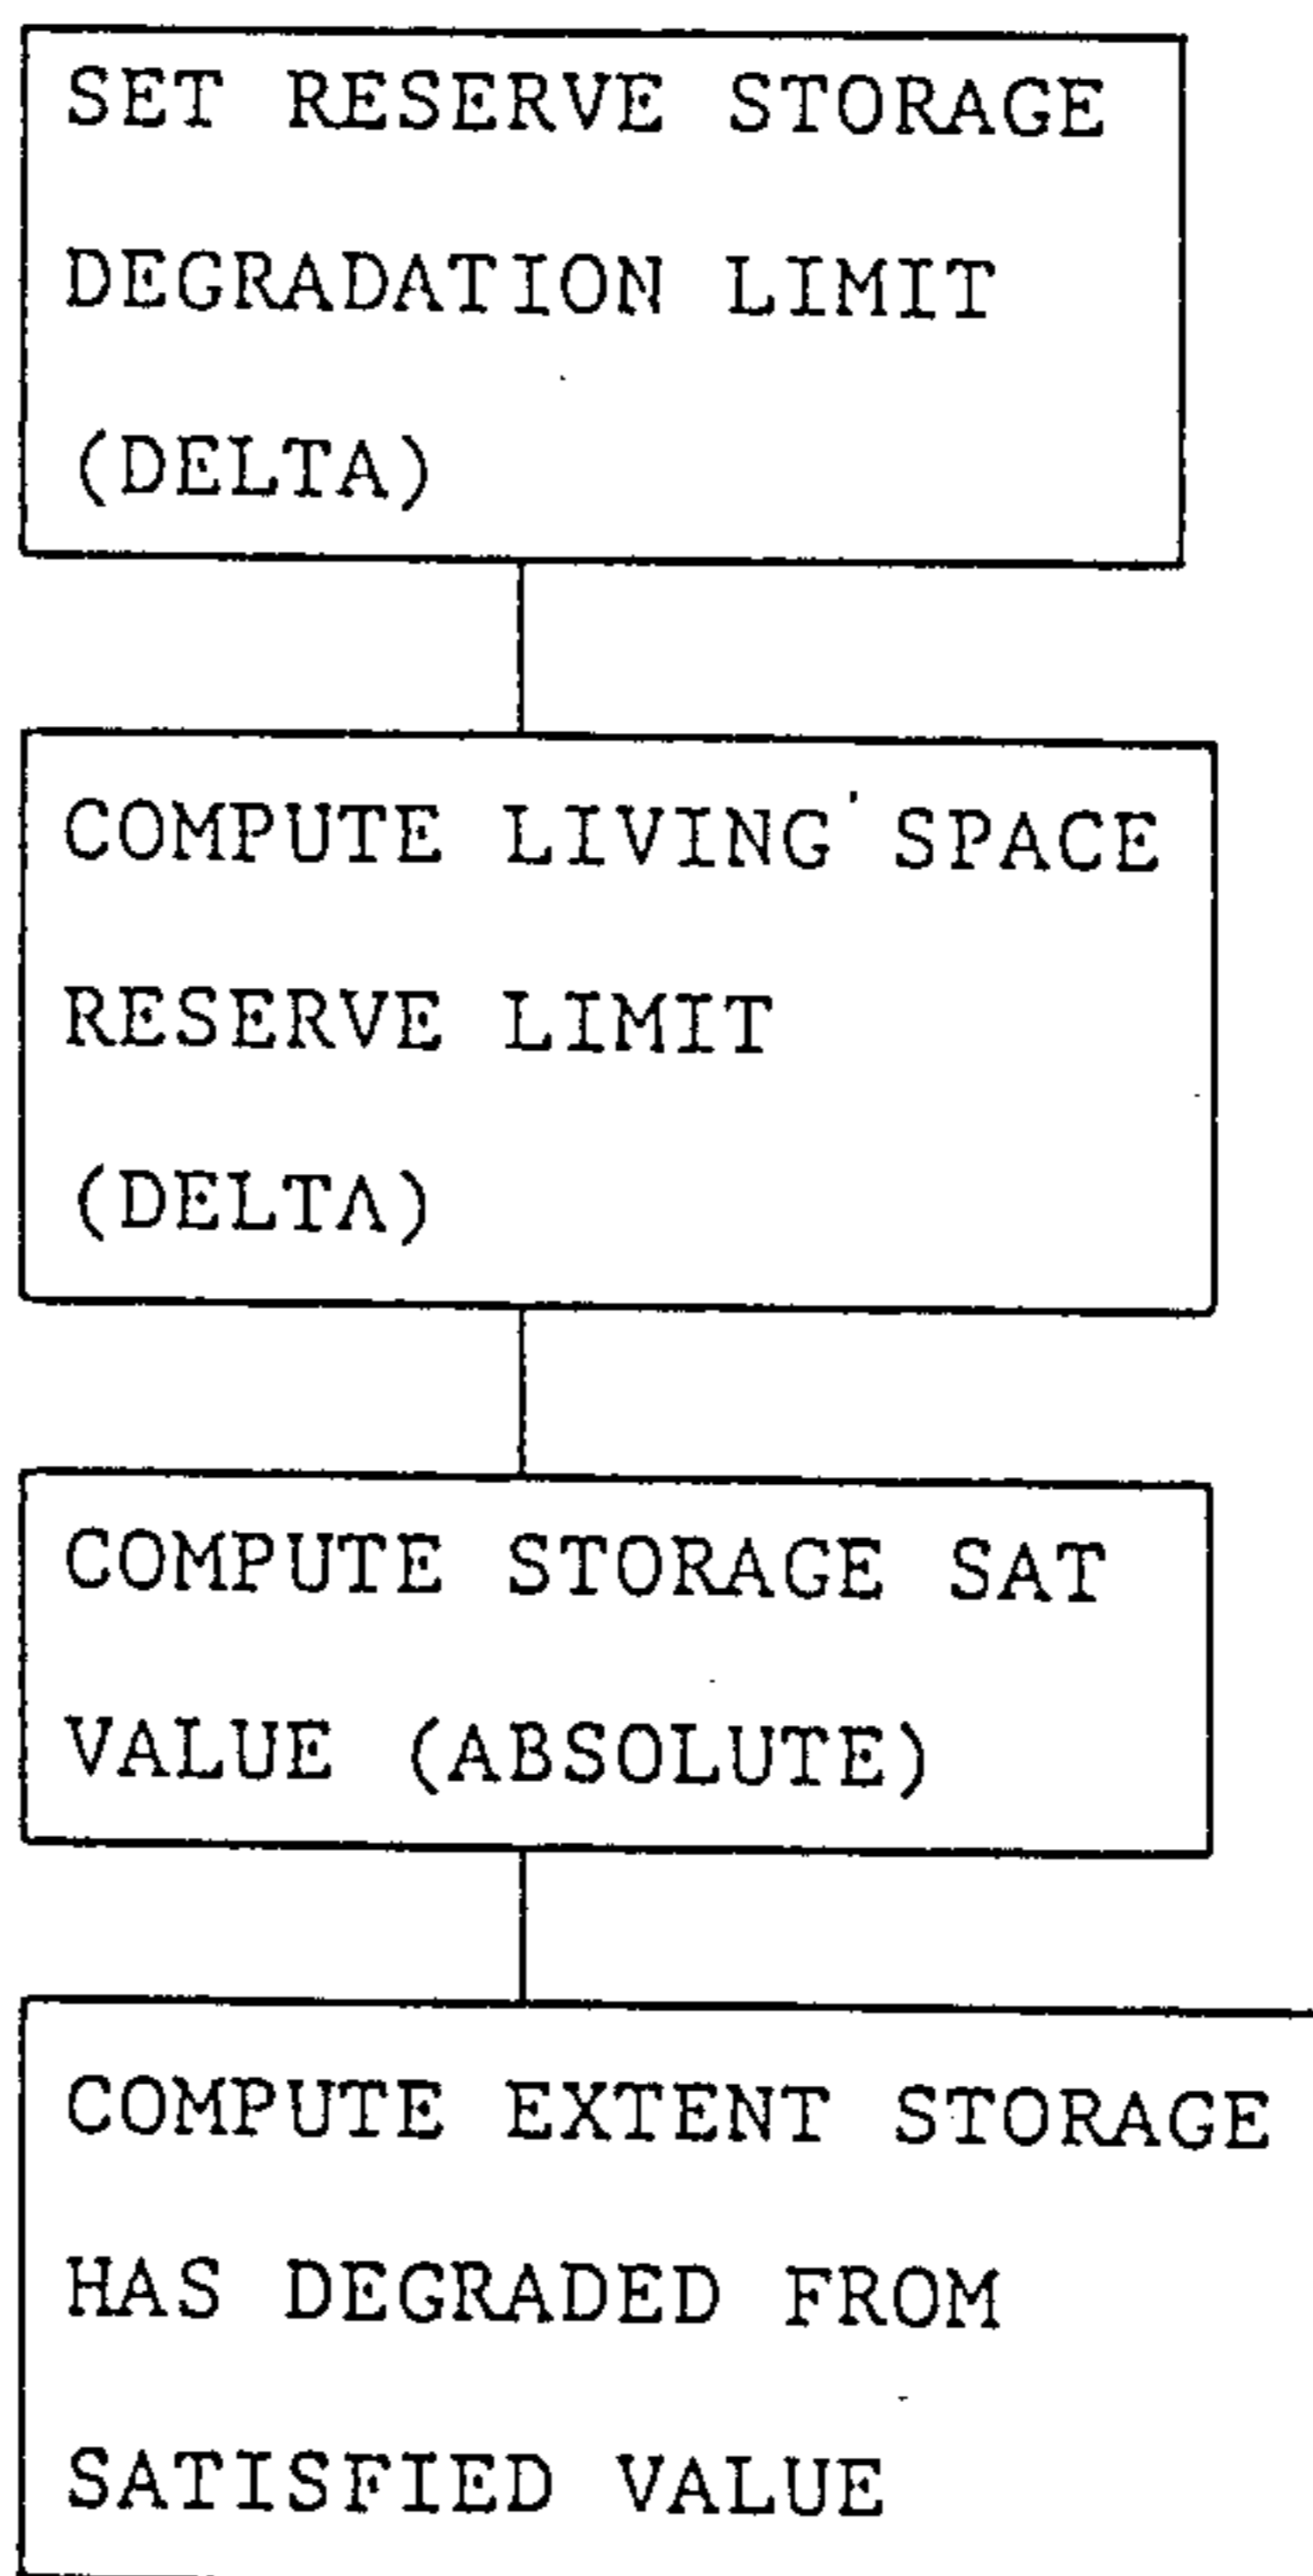 SET RESERVE STORAGE
DEGRADATION LIMIT
(DELTA)
COMPUTE LIVING SPACE
RESERVE LIMIT
(DELTA)
COMPUTE STORAGE SAT
VALUE (ABSOLUTE)
COMPUTE EXTENT STORAGE
HAS DEGRADED FROM
SATISFIED VALUE